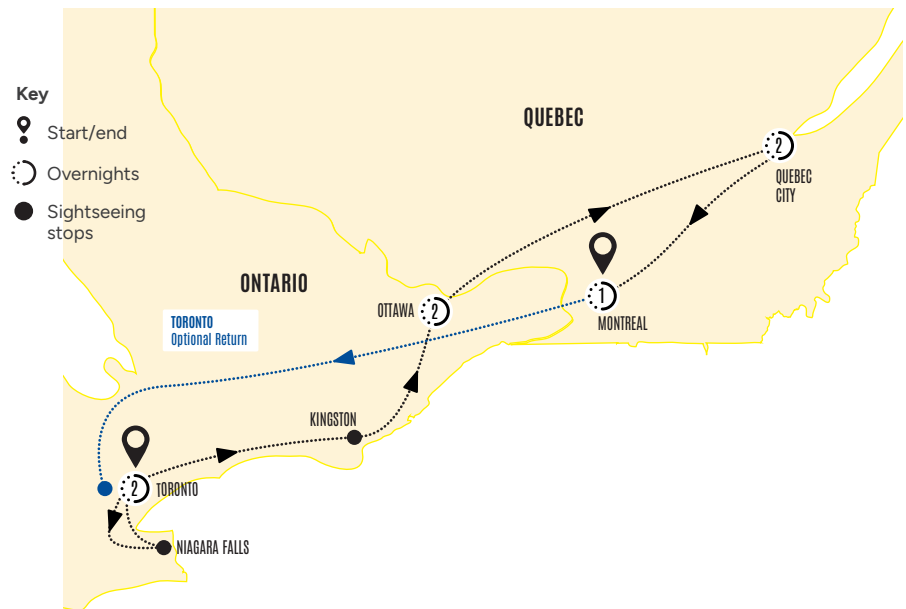 Key
Start/end
Overnights
Sightseeing
stops
QUEBEC
2
QUEBEC
CITY
ONTARIO
OTTAWA
2
1
MONTREAL
TORONTO
Optional Return
KINGSTON
2
TORONTO
NIAGARA FALLS